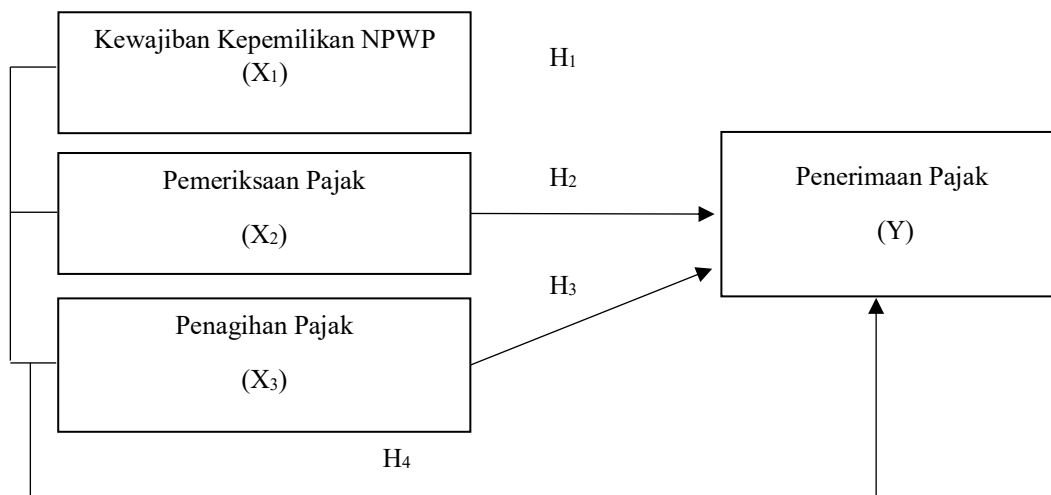 Kewajiban Kepemilikan NPWP
(X₁)
H₁
Pemeriksaan Pajak
(X₂)
H₂
Penerimaan Pajak
(Y)
H₃
Penagihan Pajak
(X₃)
H₄